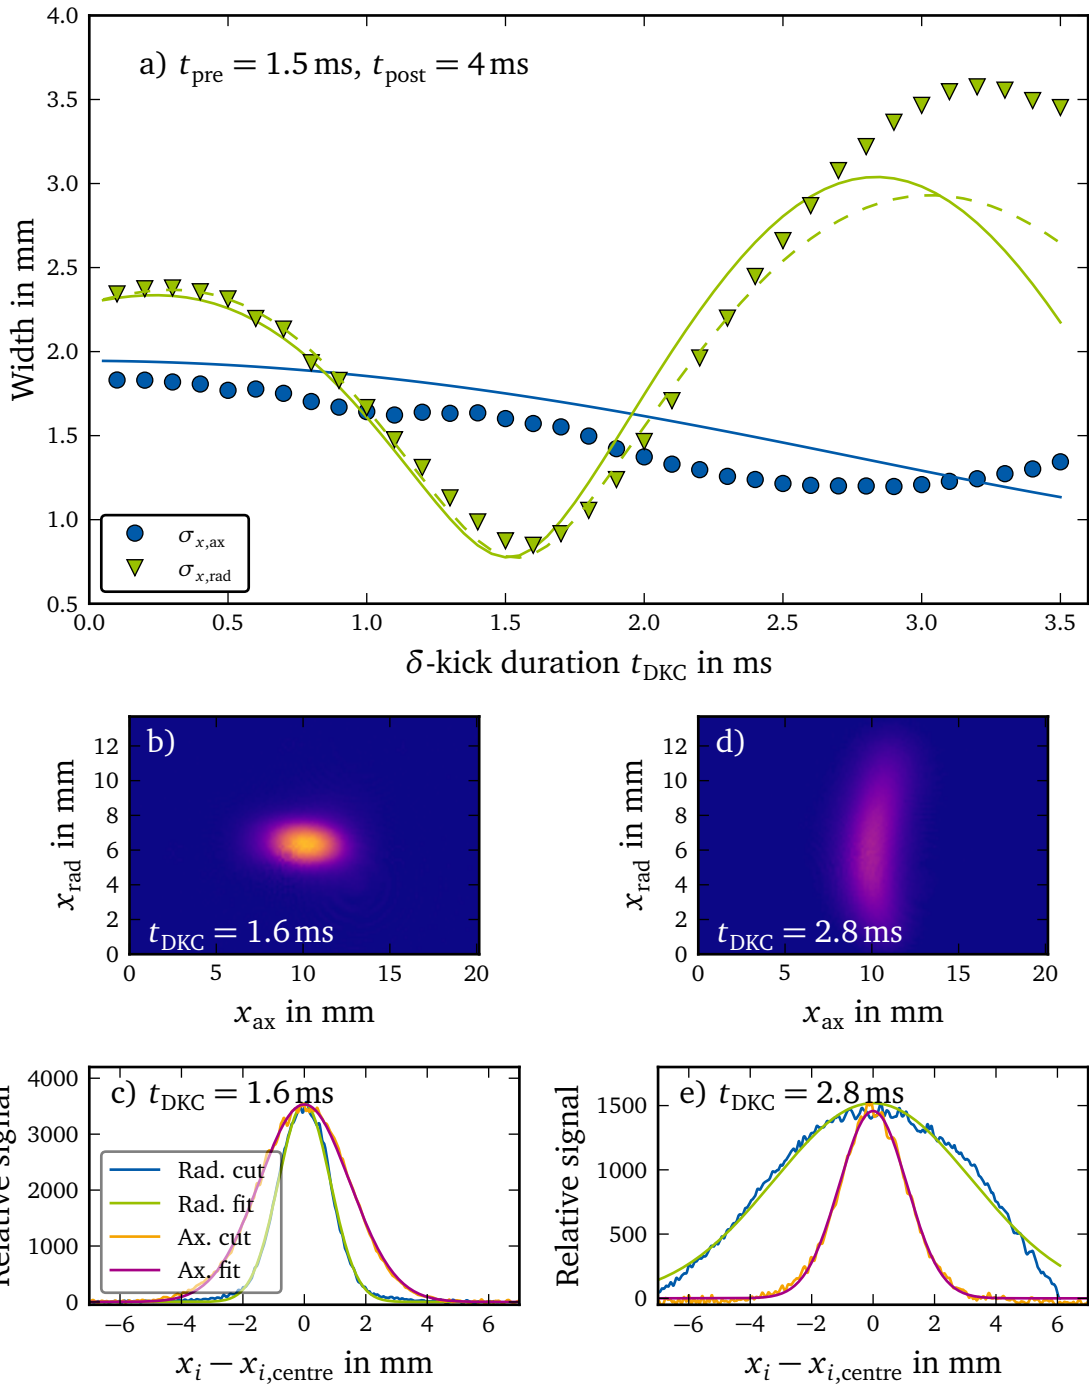 4.0
a) t_pre = 1.5 ms, t_post = 4 ms
3.5
3.0
2.5
2.0
1.5
1.0
0.5
Width in mm
σ_x,ax
σ_x,rad
0.0 0.5 1.0 1.5 2.0 2.5 3.0 3.5
δ-kick duration t_DKC in ms
b)
12
10
8
6
4
2
0
x_rad in mm
t_DKC = 1.6 ms
0 5 10 15 20
x_ax in mm
d)
12
10
8
6
4
2
0
x_rad in mm
t_DKC = 2.8 ms
0 5 10 15 20
x_ax in mm
c) t_DKC = 1.6 ms
4000
3000
2000
1000
0
Relative signal
Rad. cut
Rad. fit
Ax. cut
Ax. fit
−6 −4 −2 0 2 4 6
x_i − x_i,centre in mm
e) t_DKC = 2.8 ms
1500
1000
500
0
Relative signal
−6 −4 −2 0 2 4 6
x_i − x_i,centre in mm